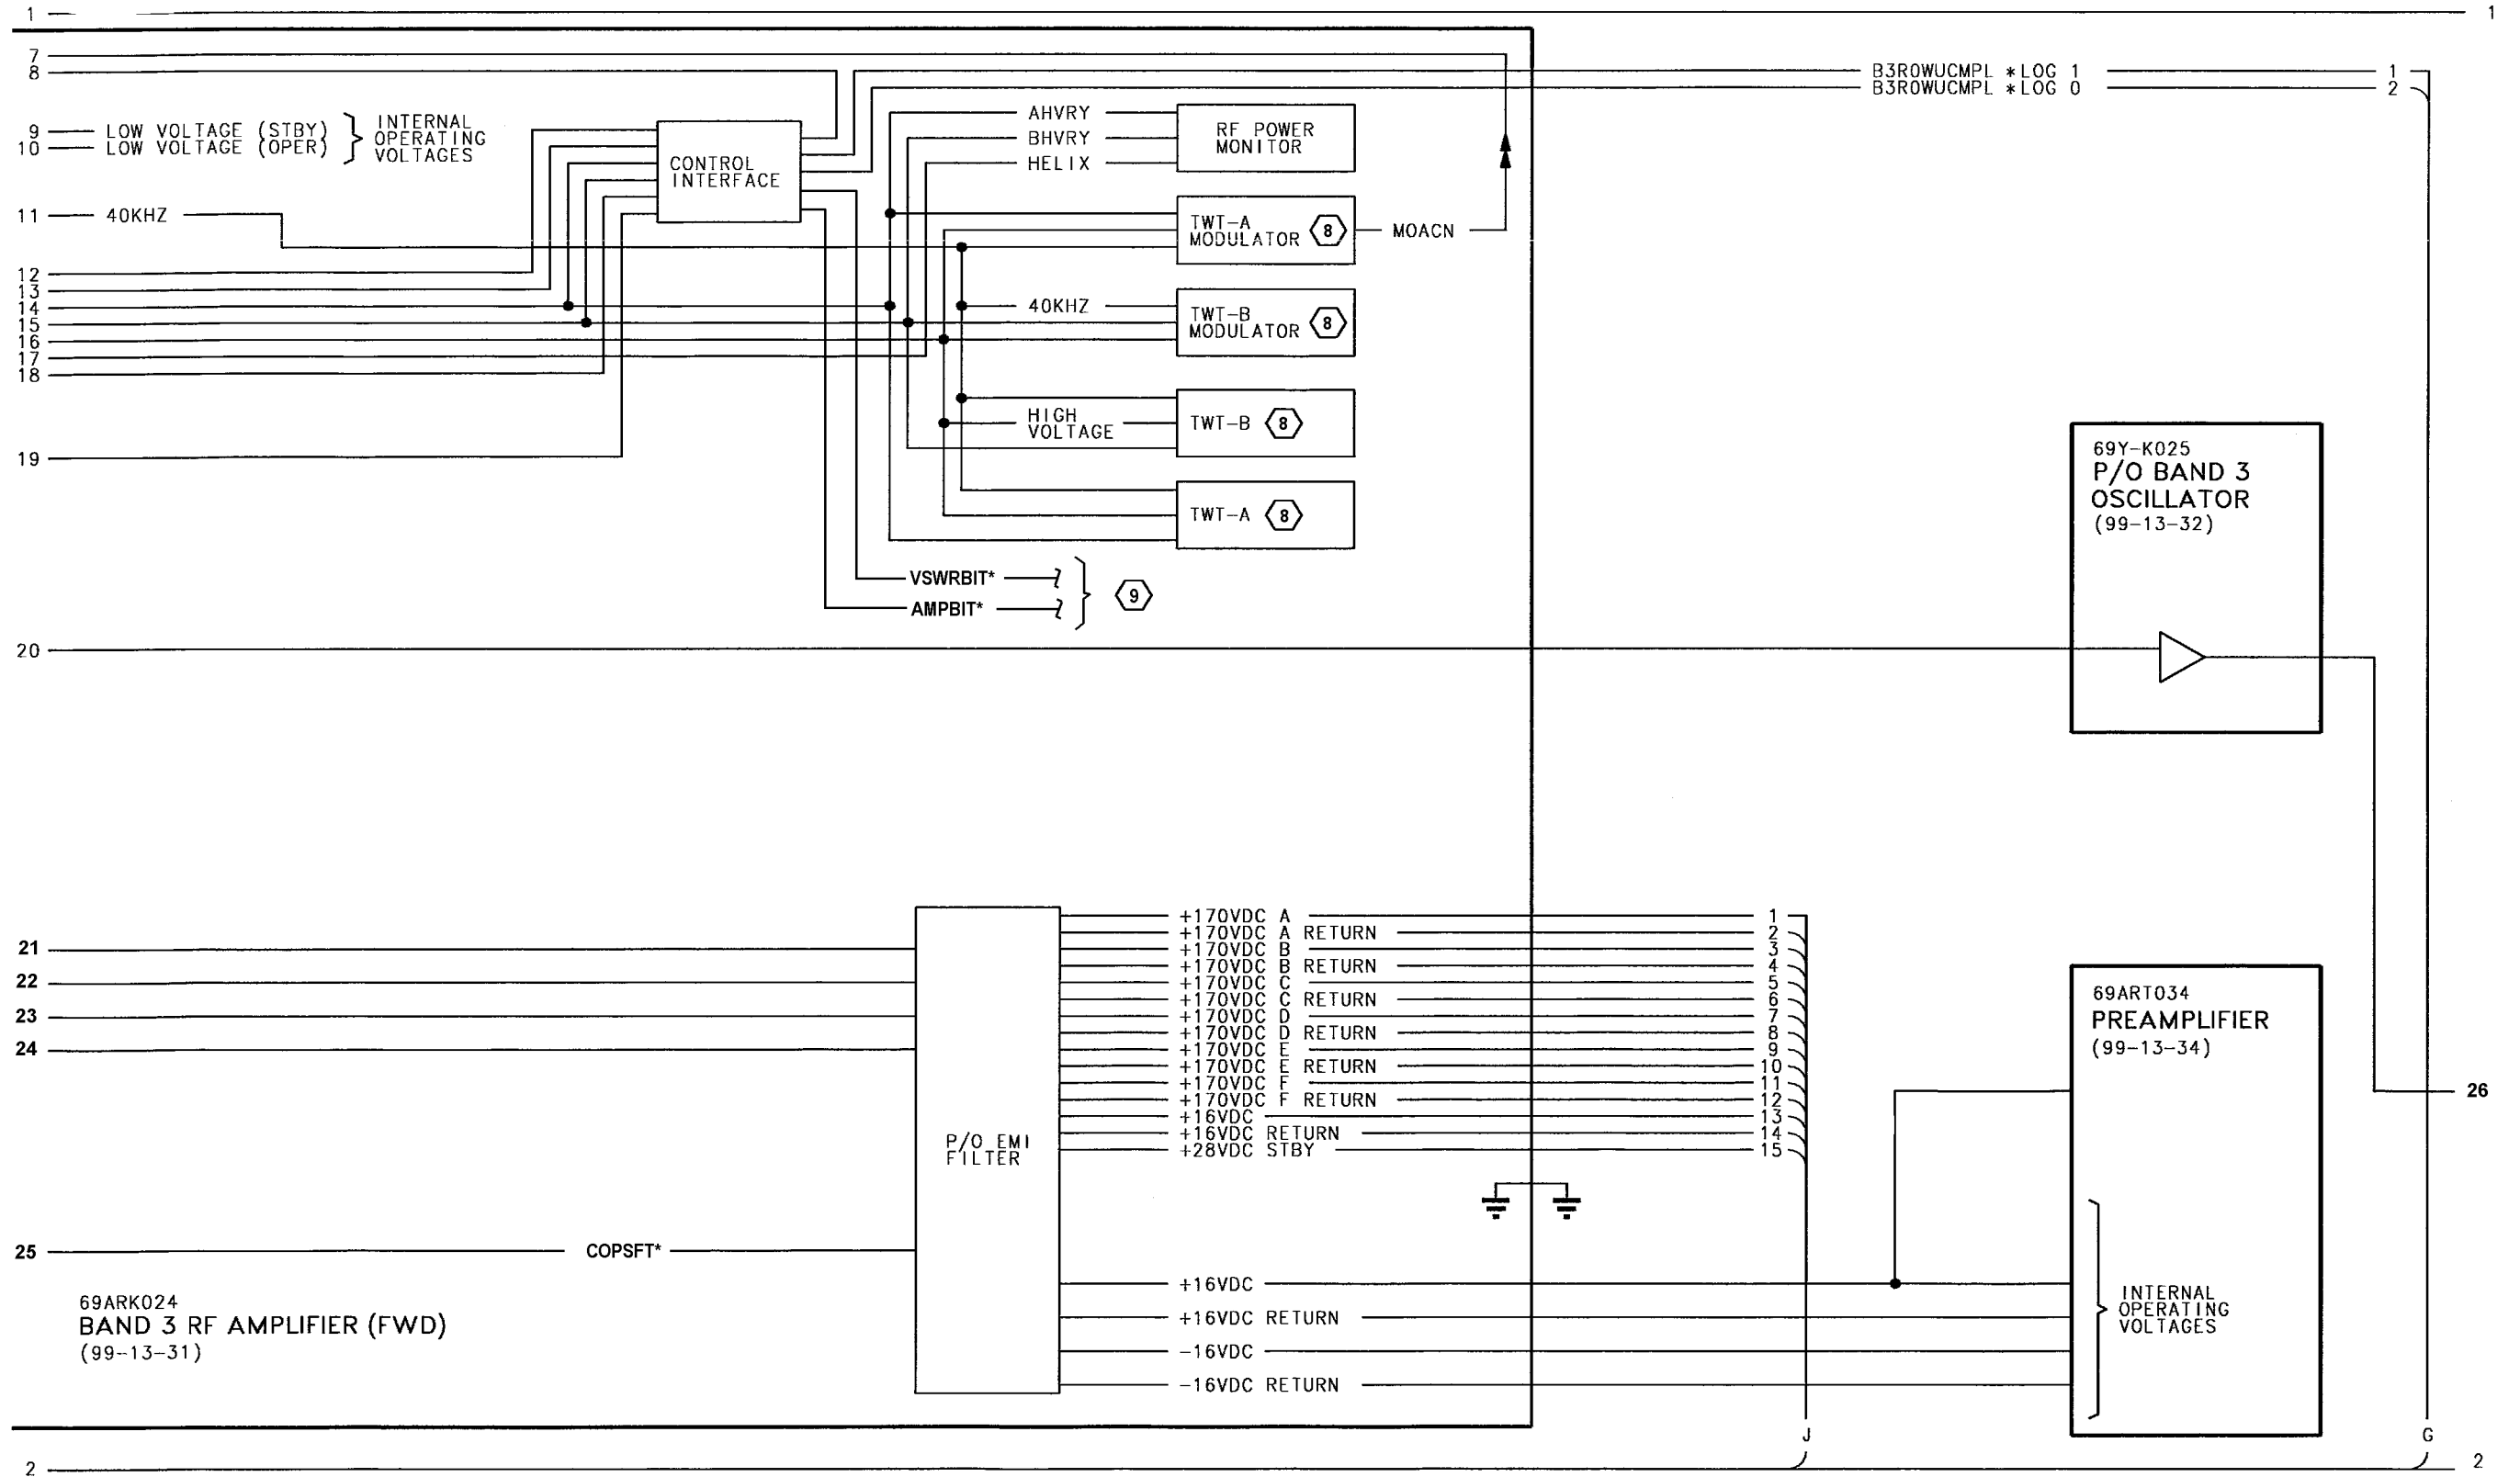 1
1
7
8
B3ROWUCMPL *LOG 1
1
B3ROWUCMPL *LOG 0
2
9
LOW VOLTAGE (STBY)
10
LOW VOLTAGE (OPER)
INTERNAL
OPERATING
VOLTAGES
CONTROL
INTERFACE
AHVRY
BHVRY
HELIX
RF POWER
MONITOR
11
40KHZ
TWT-A
MODULATOR
8
MOACN
12
13
14
15
16
17
18
40KHZ
TWT-B
MODULATOR
8
HIGH
VOLTAGE
TWT-B
8
19
TWT-A
8
69Y-K025
P/O BAND 3
OSCILLATOR
(99-13-32)
VSWRBIT*
AMPBIT*
9
20
21
22
23
24
P/O EMI
FILTER
+170VDC A
1
+170VDC A RETURN
2
+170VDC B
3
+170VDC B RETURN
4
+170VDC C
5
+170VDC C RETURN
6
+170VDC D
7
+170VDC D RETURN
8
+170VDC E
9
+170VDC E RETURN
10
+170VDC F
11
+170VDC F RETURN
12
+16VDC
13
+16VDC RETURN
14
+28VDC STBY
15
69ART034
PREAMPLIFIER
(99-13-34)
26
25
COPSFT*
+16VDC
+16VDC RETURN
-16VDC
-16VDC RETURN
INTERNAL
OPERATING
VOLTAGES
69ARK024
BAND 3 RF AMPLIFIER (FWD)
(99-13-31)
J
G
2
2